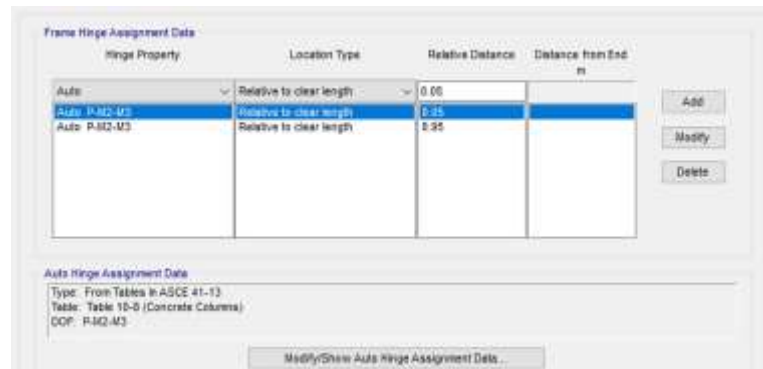 Frame Hinge Assignment Data
Hinge Property Location Type Relative Distance Distance from End
m
Auto Relative to clear length 0.05
Auto P-M2-M3 Relative to clear length 0.05
Auto P-M2-M3 Relative to clear length 0.95
Add
Modify
Delete
Auto Hinge Assignment Data
Type: From Tables In ASCE 41-13
Table: Table 10-8 (Concrete Columns)
DOF: P-M2-M3
Modify/Show Auto Hinge Assignment Data...